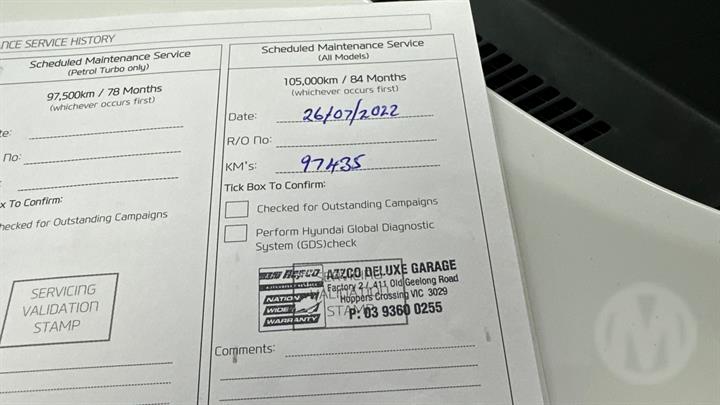 NCE SERVICE HISTORY
Scheduled Maintenance Service
(Petrol Turbo only)
97,500km / 78 Months
(whichever occurs first)
te:
No:
:
x To Confirm:
hecked for Outstanding Campaigns
SERVICING
VALIDATION
STAMP
Scheduled Maintenance Service
(All Models)
105,000km / 84 Months
(whichever occurs first)
Date: 26/07/2022
R/O No:
KM's: 97435
Tick Box To Confirm:
Checked for Outstanding Campaigns
Perform Hyundai Global Diagnostic
System (GDS)check
SERVICING
VALIDATION
STAMP
NATION
WIDE
WARRANTY
AZZCO DELUXE GARAGE
Factory 2 / 411 Old Geelong Road
Hoppers Crossing VIC 3029
P: 03 9360 0255
Comments:
M